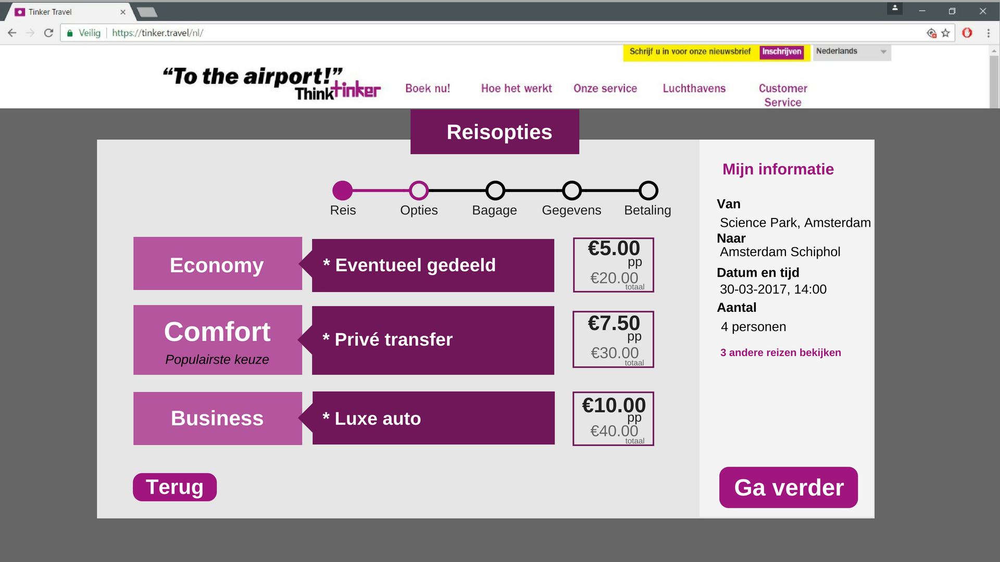 Tinker Travel
Veilig
https://tinker.travel/nl/
Schrijf u in voor onze nieuwsbrief
Inschrijven
Nederlands
“To the airport!”
Think tinker
Boek nu!
Hoe het werkt
Onze service
Luchthavens
Customer
Service
Reisopties
Reis
Opties
Bagage
Gegevens
Betaling
Economy
* Eventueel gedeeld
€5.00
pp
€20.00
totaal
Comfort
Populairste keuze
* Privé transfer
€7.50
pp
€30.00
totaal
Business
* Luxe auto
€10.00
pp
€40.00
totaal
Terug
Mijn informatie
Van
Science Park, Amsterdam
Naar
Amsterdam Schiphol
Datum en tijd
30-03-2017, 14:00
Aantal
4 personen
3 andere reizen bekijken
Ga verder